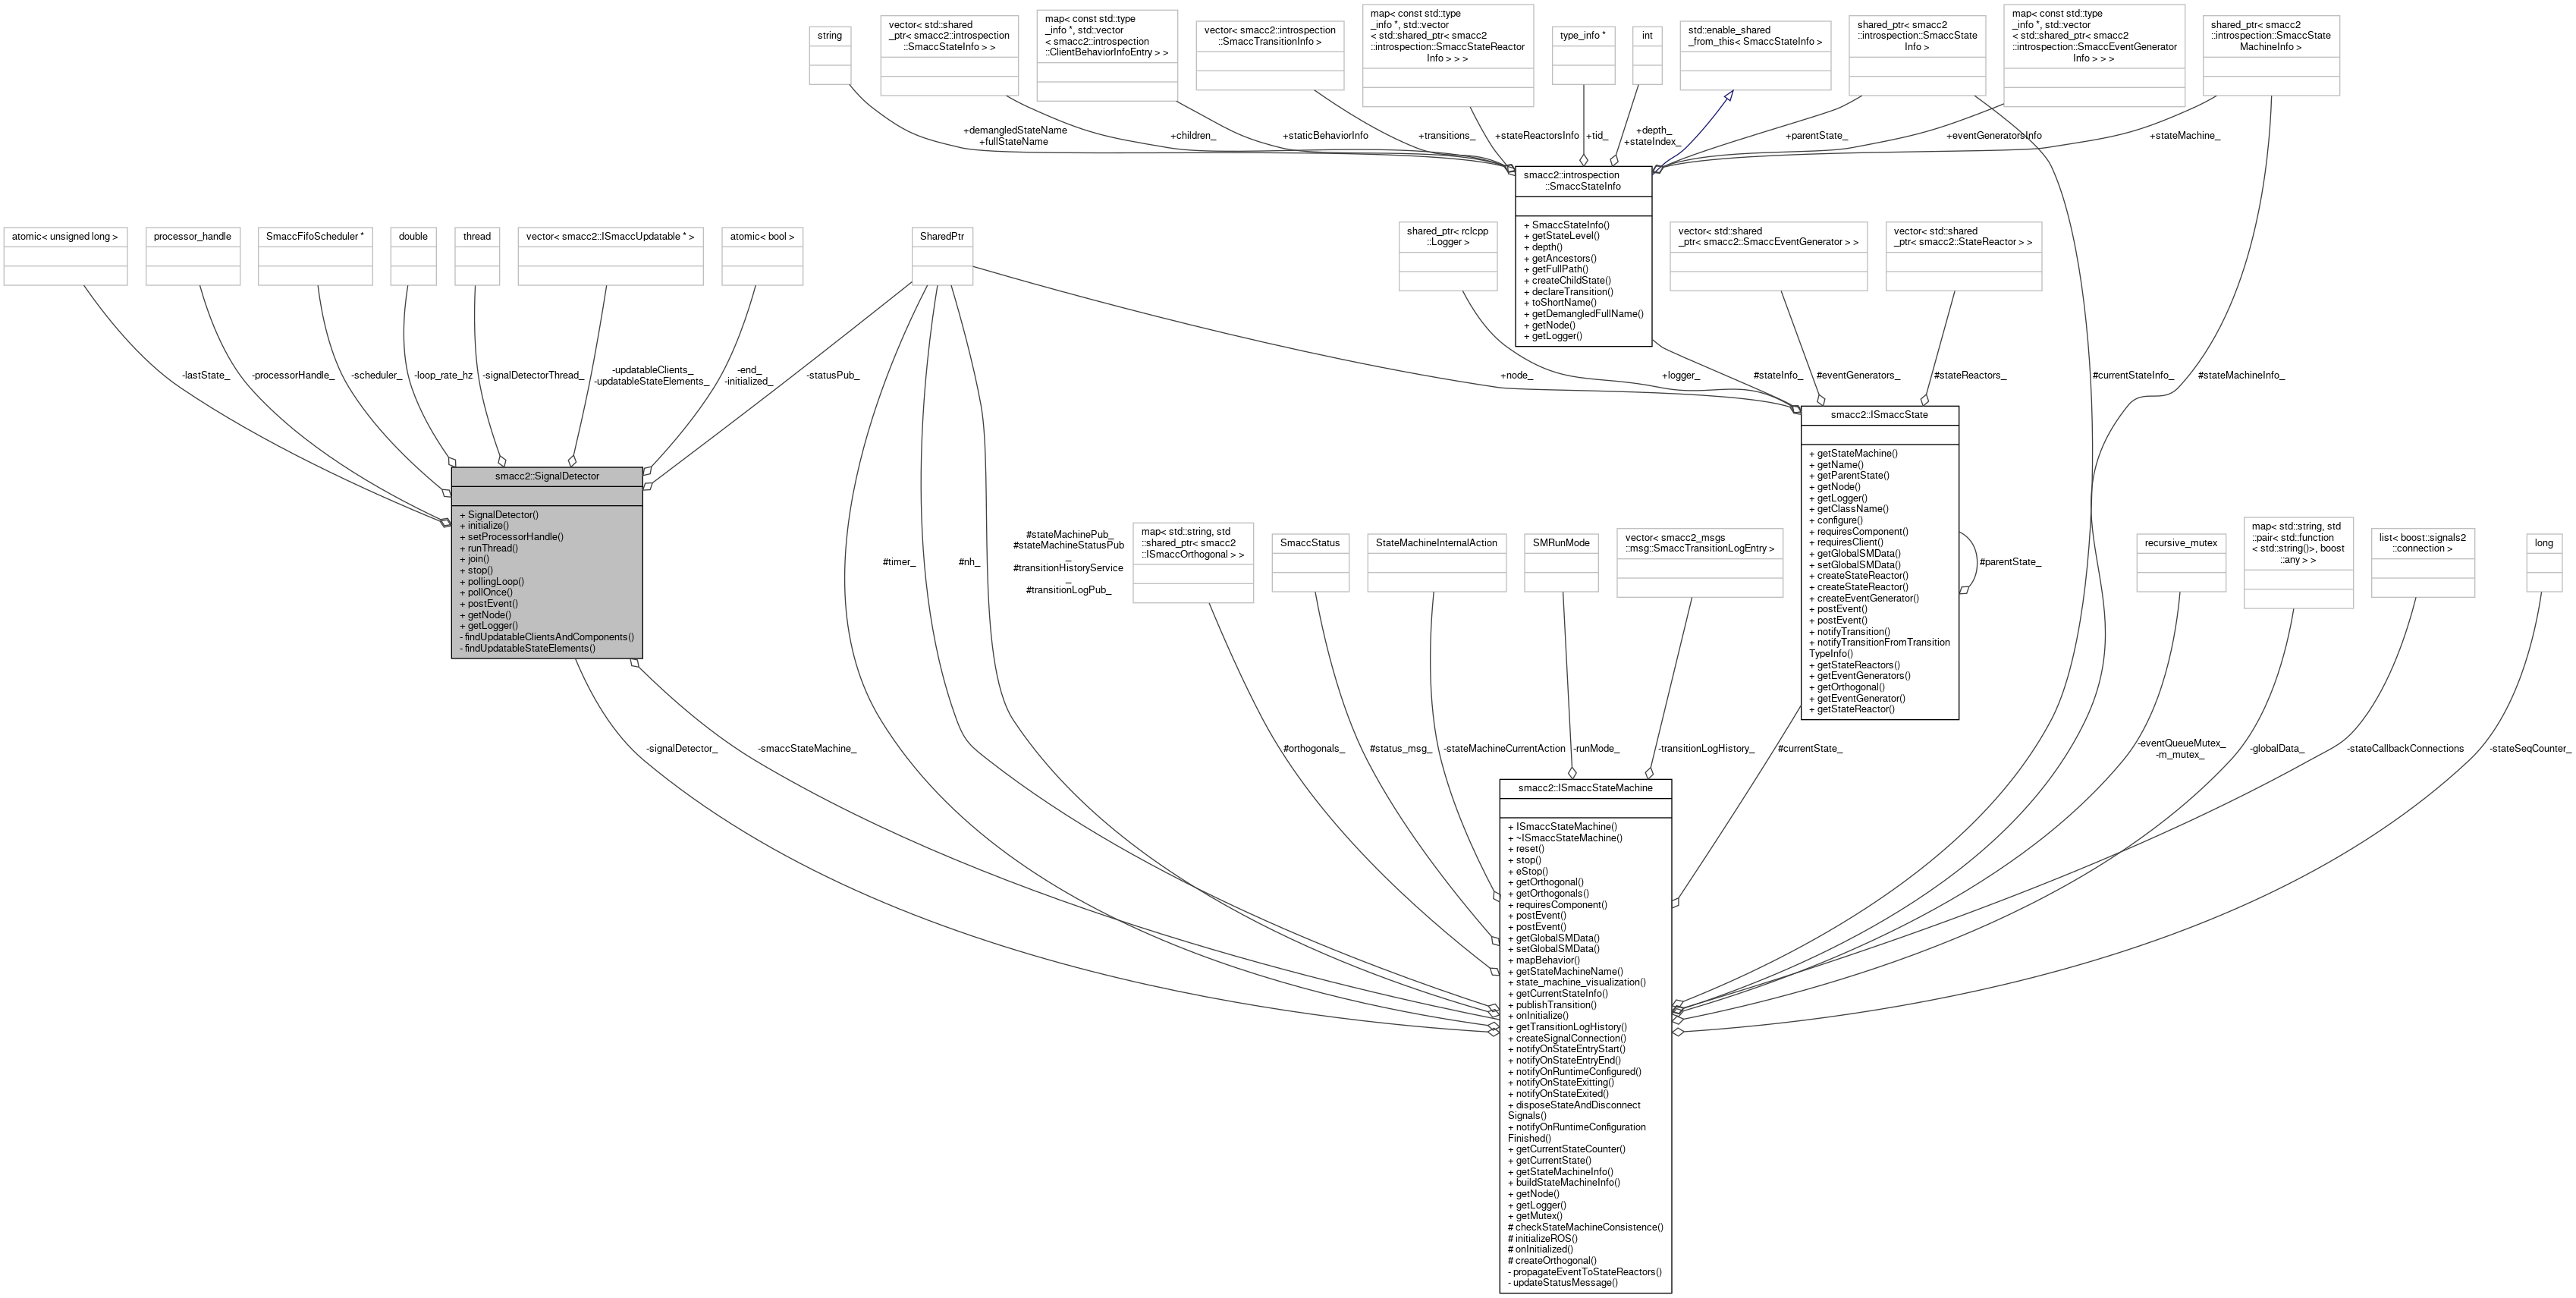 string
vector< std::shared
_ptr< smacc2::introspection
::SmaccStateInfo > >
map< const std::type
_info *, std::vector
< smacc2::introspection
::ClientBehaviorInfoEntry > >
vector< smacc2::introspection
::SmaccTransitionInfo >
map< const std::type
_info *, std::vector
< std::shared_ptr< smacc2
::introspection::SmaccStateReactor
Info > > >
type_info *
int
std::enable_shared
_from_this< SmaccStateInfo >
shared_ptr< smacc2
::introspection::SmaccState
Info >
map< const std::type
_info *, std::vector
< std::shared_ptr< smacc2
::introspection::SmaccEventGenerator
Info > > >
shared_ptr< smacc2
::introspection::SmaccState
MachineInfo >
+demangledStateName
+fullStateName
+children_
+staticBehaviorInfo
+transitions_
+stateReactorsInfo
+tid_
+depth_
+stateIndex_
+parentState_
+eventGeneratorsInfo
+stateMachine_
smacc2::introspection
::SmaccStateInfo
+ SmaccStateInfo()
+ getStateLevel()
+ depth()
+ getAncestors()
+ getFullPath()
+ createChildState()
+ declareTransition()
+ toShortName()
+ getDemangledFullName()
+ getNode()
+ getLogger()
atomic< unsigned long >
processor_handle
SmaccFifoScheduler *
double
thread
vector< smacc2::ISmaccUpdatable * >
atomic< bool >
SharedPtr
shared_ptr< rclcpp
::Logger >
vector< std::shared
_ptr< smacc2::SmaccEventGenerator > >
vector< std::shared
_ptr< smacc2::StateReactor > >
-lastState_
-processorHandle_
-scheduler_
-loop_rate_hz
-signalDetectorThread_
-updatableClients_
-updatableStateElements_
-end_
-initialized_
-statusPub_
+node_
+logger_
#stateInfo_
#eventGenerators_
#stateReactors_
#currentStateInfo_
#stateMachineInfo_
smacc2::SignalDetector
+ SignalDetector()
+ initialize()
+ setProcessorHandle()
+ runThread()
+ join()
+ stop()
+ pollingLoop()
+ pollOnce()
+ postEvent()
+ getNode()
+ getLogger()
- findUpdatableClientsAndComponents()
- findUpdatableStateElements()
smacc2::ISmaccState
+ getStateMachine()
+ getName()
+ getParentState()
+ getNode()
+ getLogger()
+ getClassName()
+ configure()
+ requiresComponent()
+ requiresClient()
+ getGlobalSMData()
+ setGlobalSMData()
+ createStateReactor()
+ createStateReactor()
+ createEventGenerator()
+ postEvent()
+ postEvent()
+ notifyTransition()
+ notifyTransitionFromTransition
TypeInfo()
+ getStateReactors()
+ getEventGenerators()
+ getOrthogonal()
+ getEventGenerator()
+ getStateReactor()
#parentState_
#timer_
#nh_
#stateMachinePub_
#stateMachineStatusPub
_
#transitionHistoryService
_
#transitionLogPub_
map< std::string, std
::shared_ptr< smacc2
::ISmaccOrthogonal > >
SmaccStatus
StateMachineInternalAction
SMRunMode
vector< smacc2_msgs
::msg::SmaccTransitionLogEntry >
recursive_mutex
map< std::string, std
::pair< std::function
< std::string()>, boost
::any > >
list< boost::signals2
::connection >
long
-signalDetector_
-smaccStateMachine_
#orthogonals_
#status_msg_
-stateMachineCurrentAction
-runMode_
-transitionLogHistory_
#currentState_
-eventQueueMutex_
-m_mutex_
-globalData_
-stateCallbackConnections
-stateSeqCounter_
smacc2::ISmaccStateMachine
+ ISmaccStateMachine()
+ ~ISmaccStateMachine()
+ reset()
+ stop()
+ eStop()
+ getOrthogonal()
+ getOrthogonals()
+ requiresComponent()
+ postEvent()
+ postEvent()
+ getGlobalSMData()
+ setGlobalSMData()
+ mapBehavior()
+ getStateMachineName()
+ state_machine_visualization()
+ getCurrentStateInfo()
+ publishTransition()
+ onInitialize()
+ getTransitionLogHistory()
+ createSignalConnection()
+ notifyOnStateEntryStart()
+ notifyOnStateEntryEnd()
+ notifyOnRuntimeConfigured()
+ notifyOnStateExitting()
+ notifyOnStateExited()
+ disposeStateAndDisconnect
Signals()
+ notifyOnRuntimeConfiguration
Finished()
+ getCurrentStateCounter()
+ getCurrentState()
+ getStateMachineInfo()
+ buildStateMachineInfo()
+ getNode()
+ getLogger()
+ getMutex()
# checkStateMachineConsistence()
# initializeROS()
# onInitialized()
# createOrthogonal()
- propagateEventToStateReactors()
- updateStatusMessage()